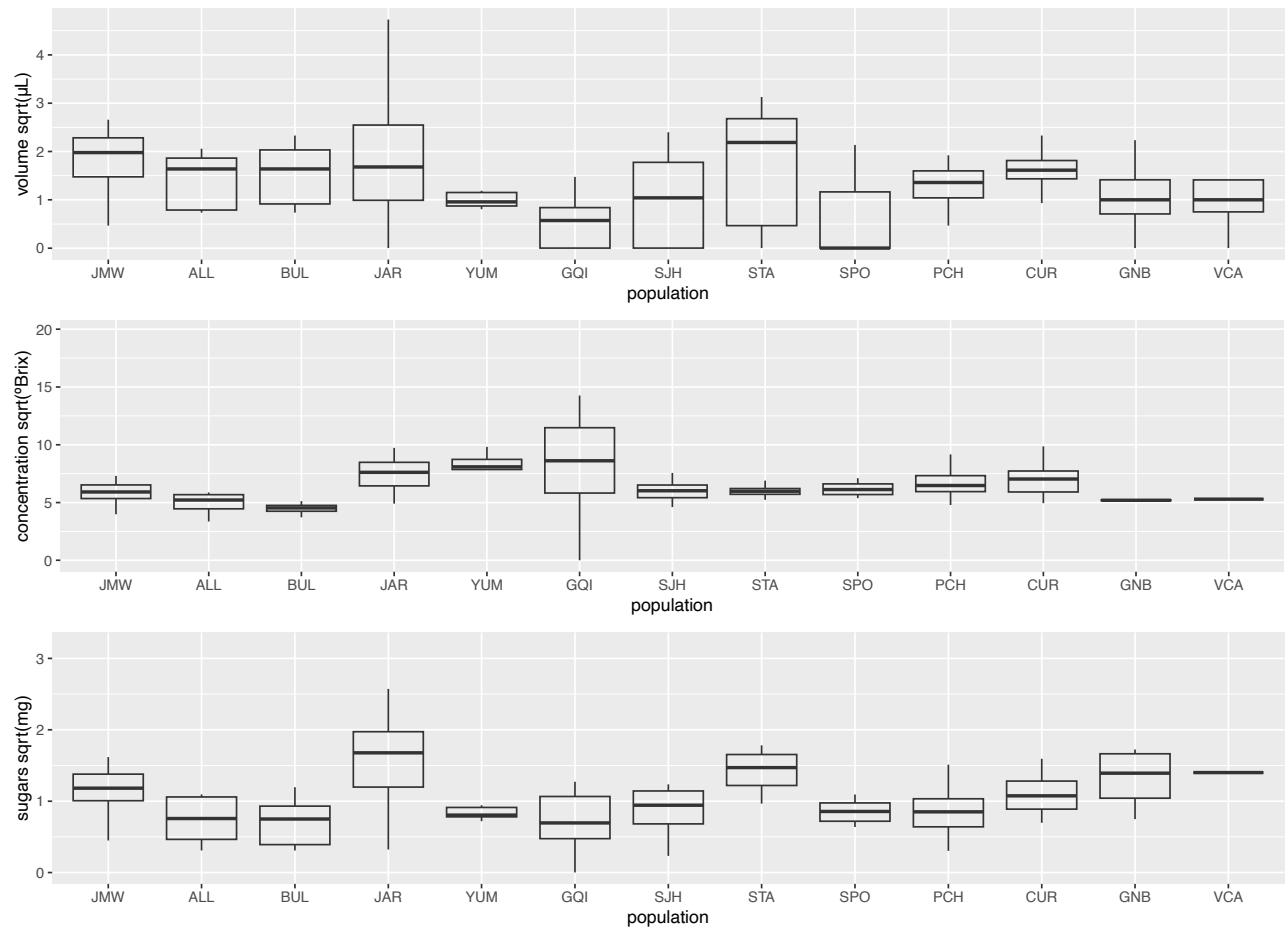 volume sqrt(μL)
4
3
2
1
0
JMW ALL BUL JAR YUM GQI SJH STA SPO PCH CUR GNB VCA
population
concentration sqrt(ºBrix)
20
15
10
5
0
JMW ALL BUL JAR YUM GQI SJH STA SPO PCH CUR GNB VCA
population
sugars sqrt(mg)
3
2
1
0
JMW ALL BUL JAR YUM GQI SJH STA SPO PCH CUR GNB VCA
population